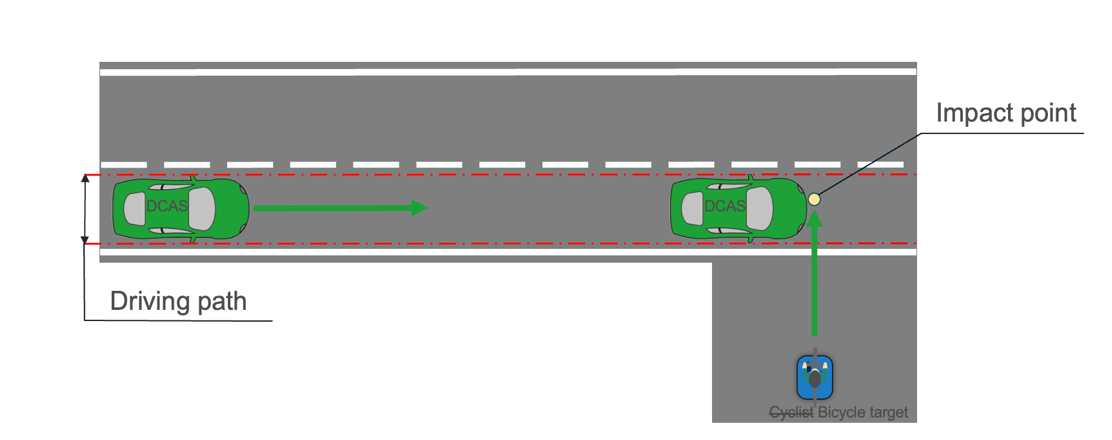 Impact point
DCAS
DCAS
Driving path
Cyclist Bicycle target